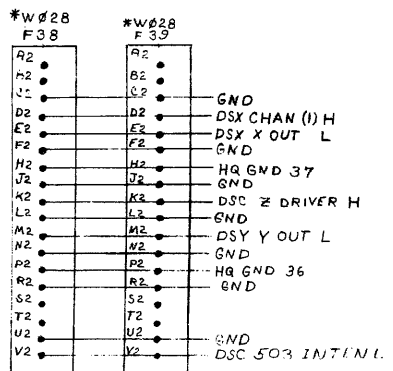 *WØ28 *WØ28
F38 F39
A2 A2
B2 B2
C2 C2 GND
D2 D2 DSX CHAN (1) H
E2 E2 DSX X OUT L
F2 F2 GND
H2 H2 HQ GND 37
J2 J2 GND
K2 K2 DSC Z DRIVER H
L2 L2 GND
M2 M2 DSY Y OUT L
N2 N2 GND
P2 P2 HQ GND 36
R2 R2 GND
S2 S2
T2 T2
U2 U2 GND
V2 V2 DSC 503 INTEN L